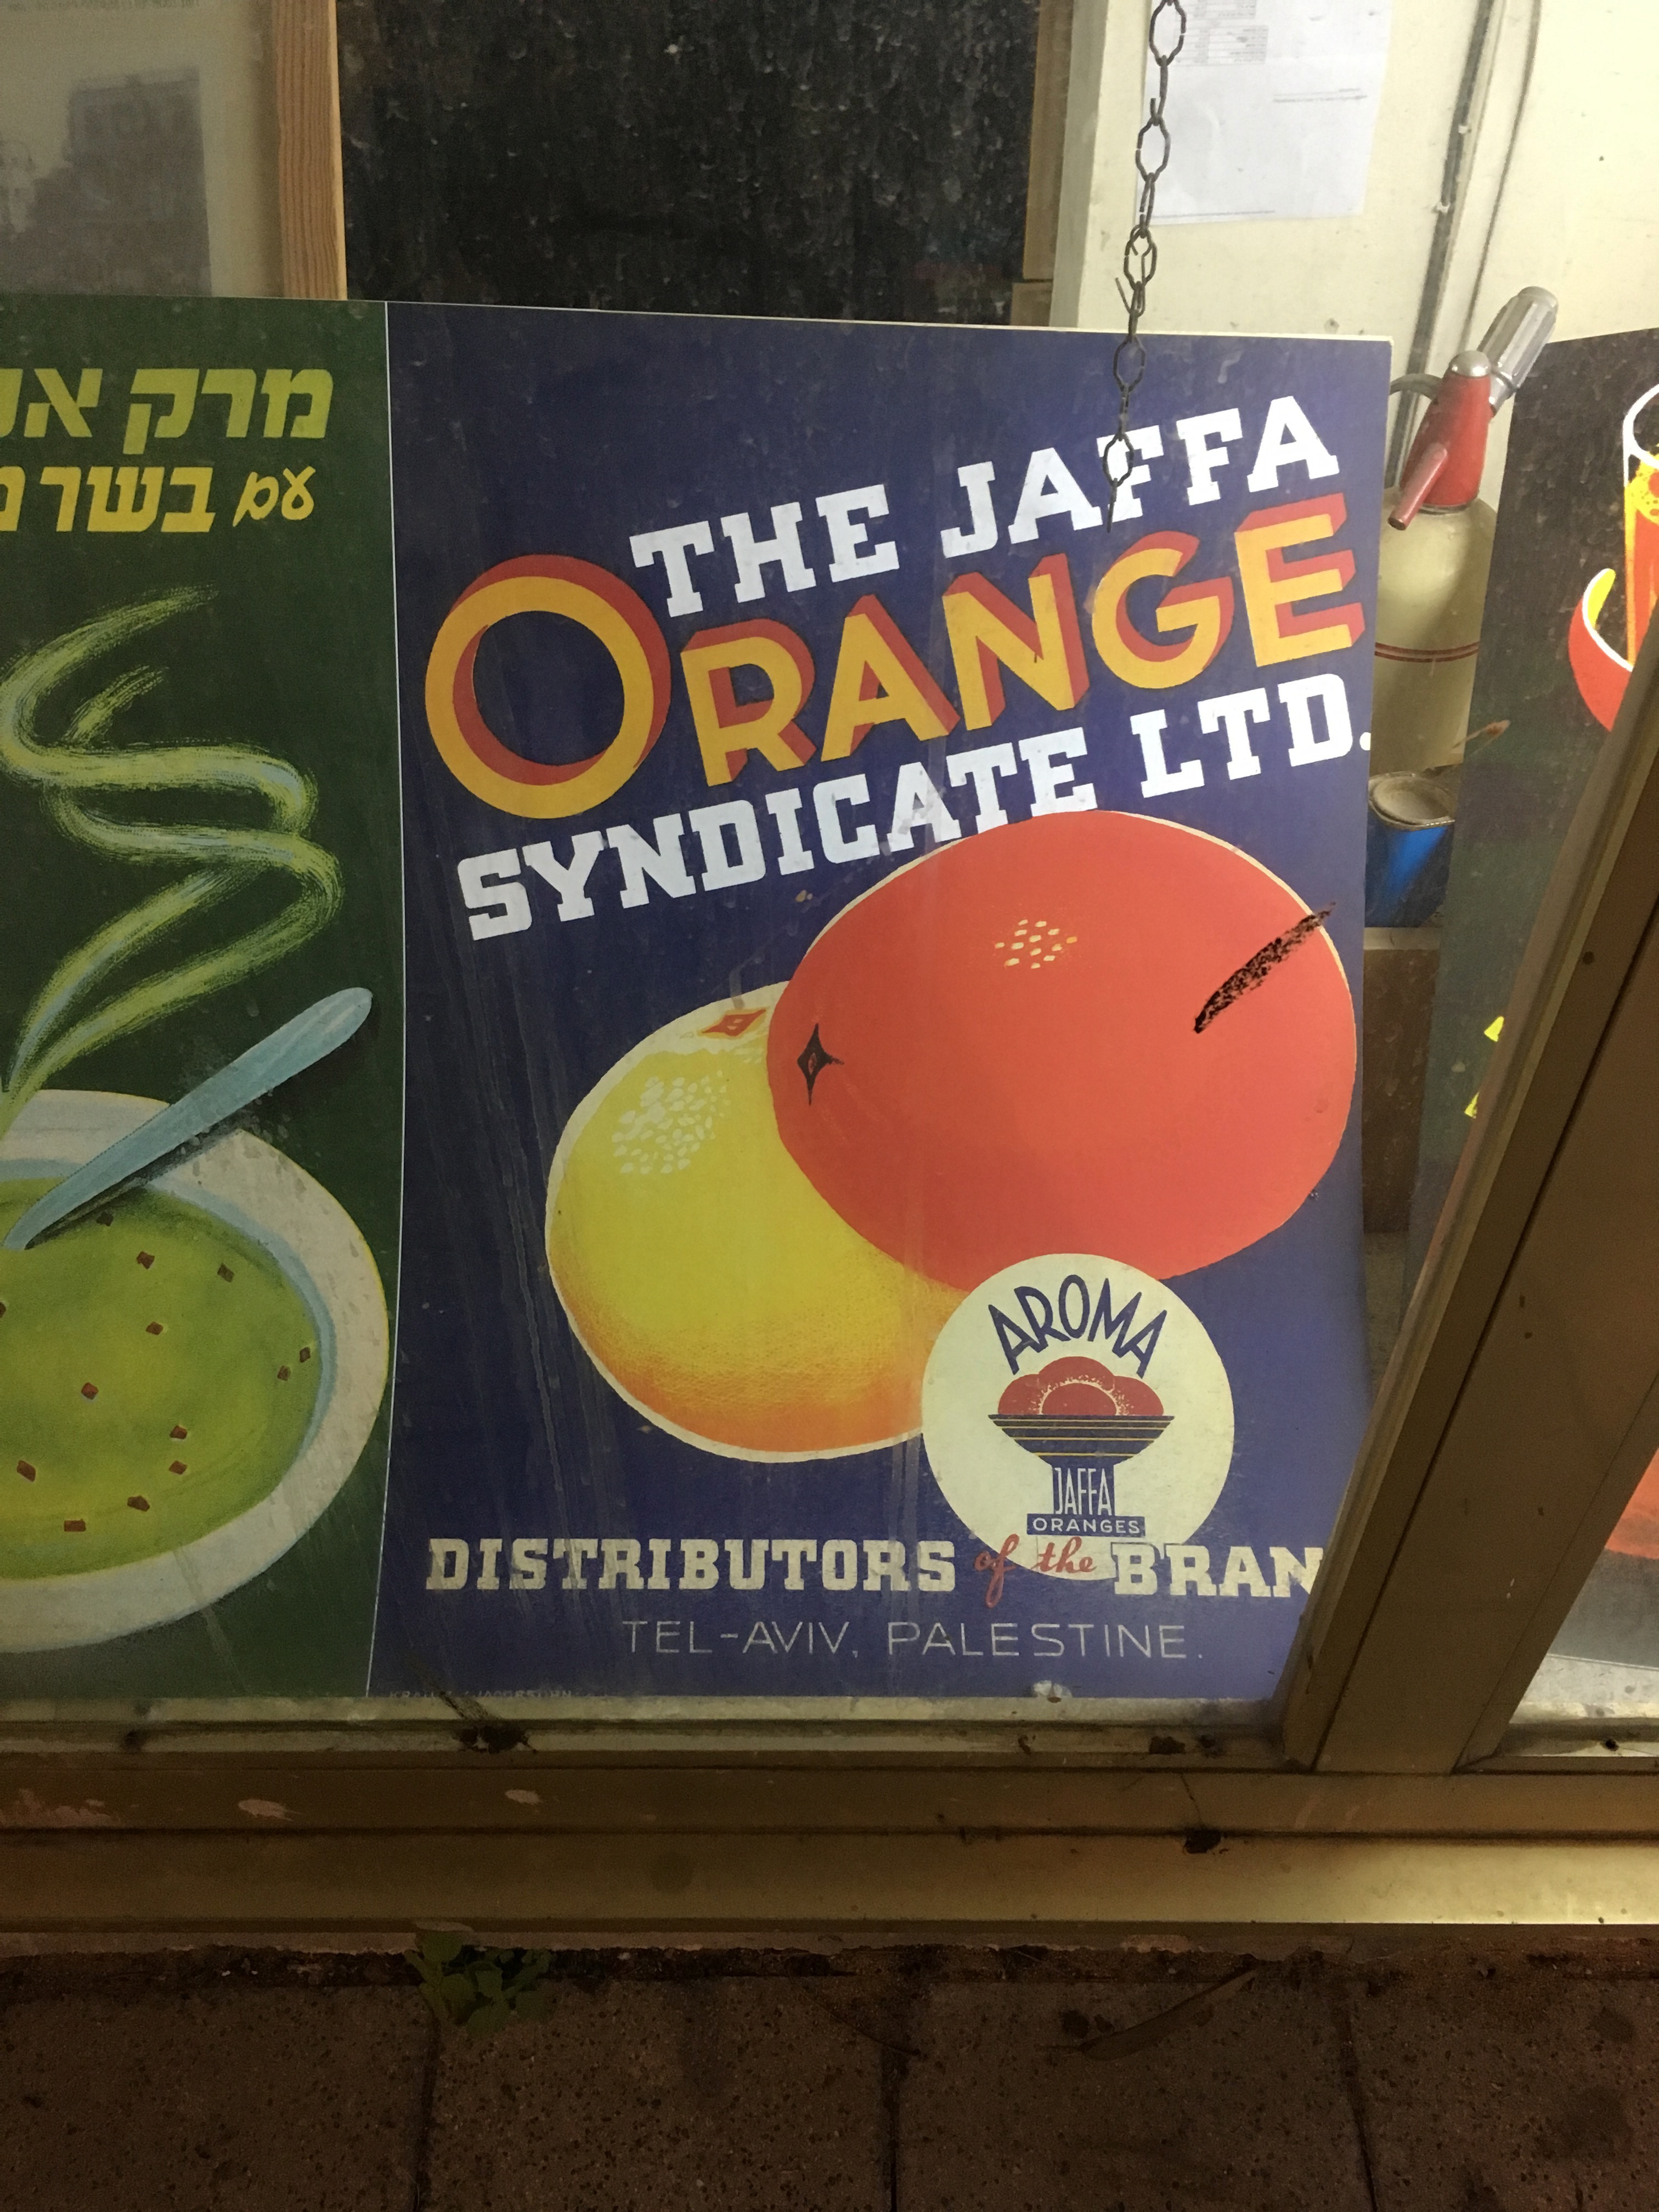 מרק
עם בשר
THE JAFFA
ORANGE
SYNDICATE LTD.
AROMA
JAFFA
ORANGES
DISTRIBUTORS of the BRAN
TEL-AVIV, PALESTINE.